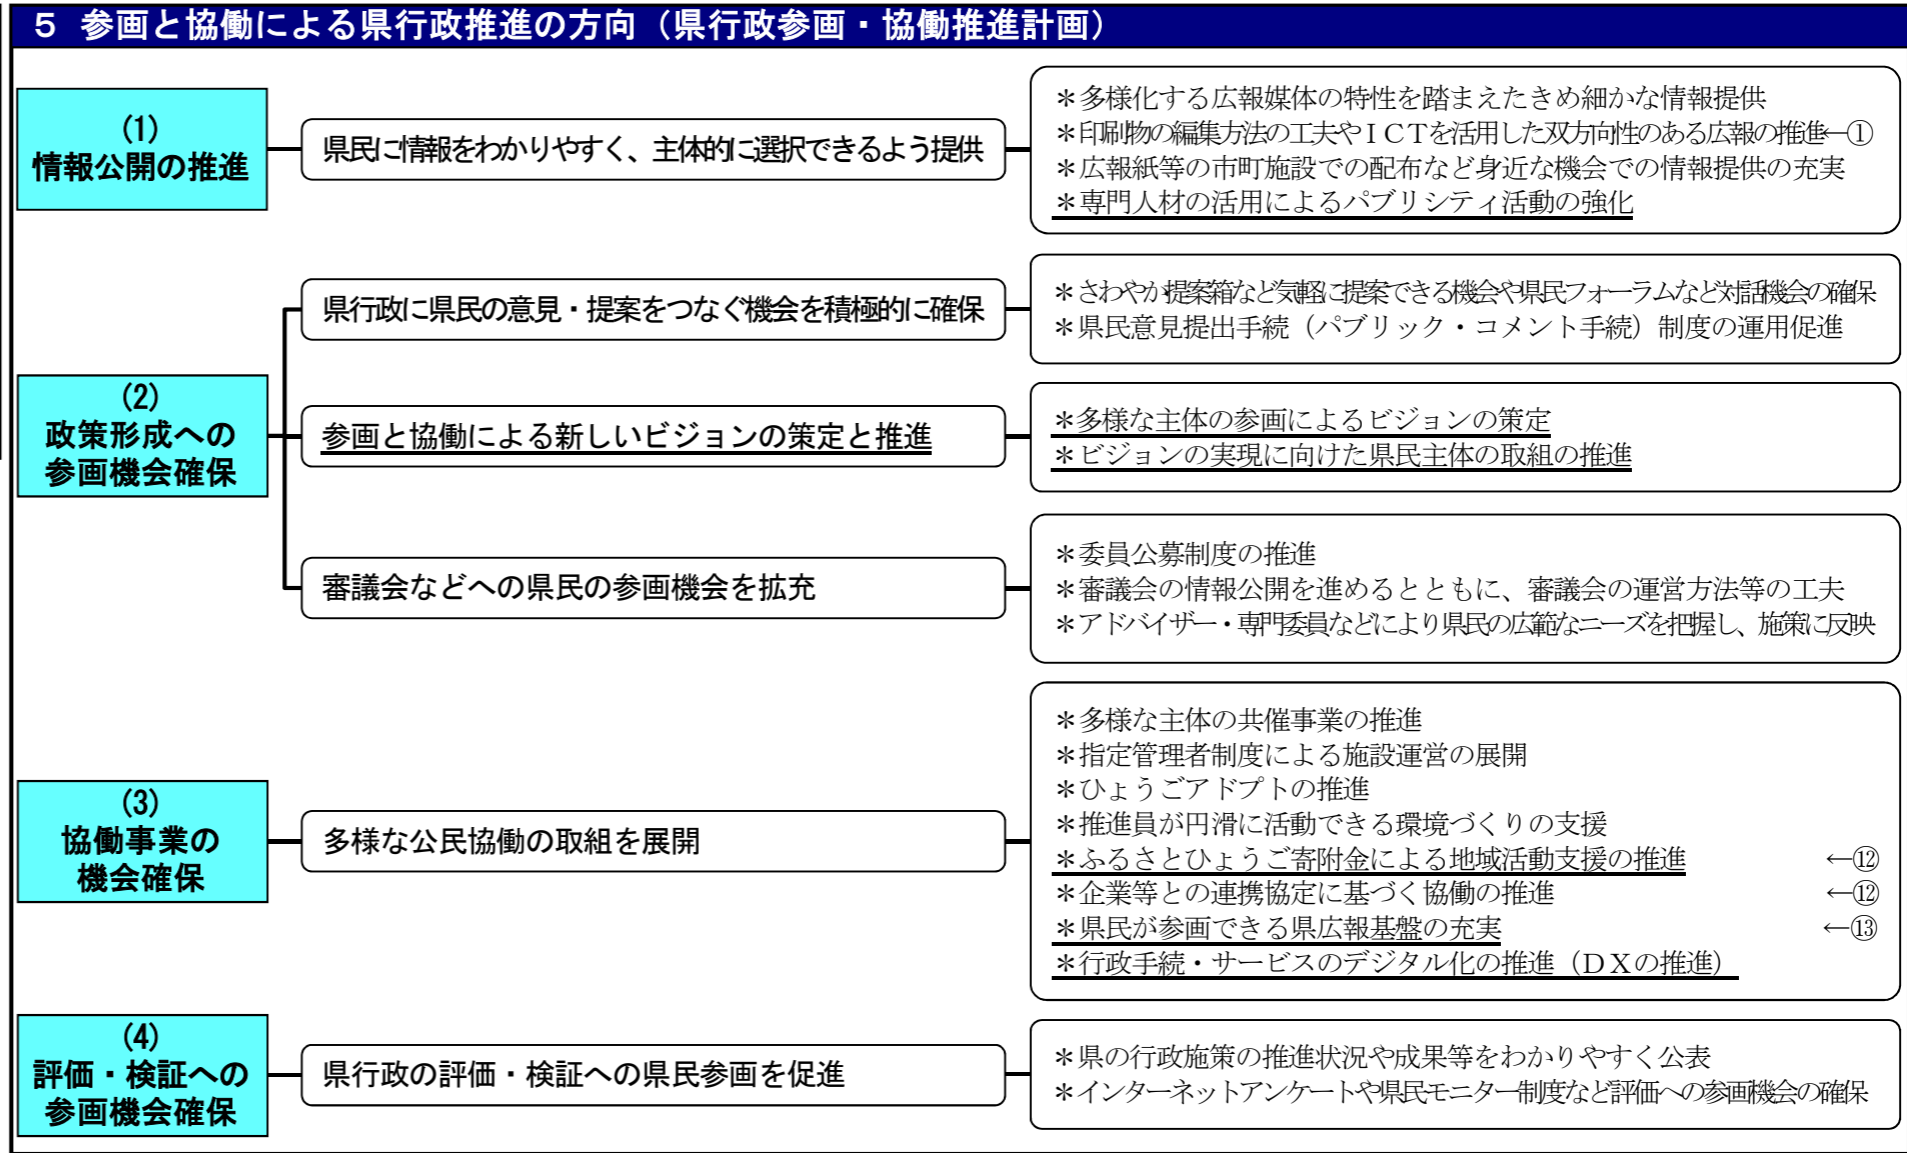 ５ 参画と協働による県行政推進の方向（県行政参画・協働推進計画）
(1)
情報公開の推進
県民に情報をわかりやすく、主体的に選択できるよう提供
＊多様化する広報媒体の特性を踏まえたきめ細かな情報提供
＊印刷物の編集方法の工夫やＩＣＴを活用した双方向性のある広報の推進←①
＊広報紙等の市町施設での配布など身近な機会での情報提供の充実
＊専門人材の活用によるパブリシティ活動の強化
(2)
政策形成への
参画機会確保
県行政に県民の意見・提案をつなぐ機会を積極的に確保
＊さわやか提案箱など気軽に提案できる機会や県民フォーラムなど対話機会の確保
＊県民意見提出手続（パブリック・コメント手続）制度の運用促進
参画と協働による新しいビジョンの策定と推進
＊多様な主体の参画によるビジョンの策定
＊ビジョンの実現に向けた県民主体の取組の推進
審議会などへの県民の参画機会を拡充
＊委員公募制度の推進
＊審議会の情報公開を進めるとともに、審議会の運営方法等の工夫
＊アドバイザー・専門委員などにより県民の広範なニーズを把握し、施策に反映
(3)
協働事業の
機会確保
多様な公民協働の取組を展開
＊多様な主体の共催事業の推進
＊指定管理者制度による施設運営の展開
＊ひょうごアドプトの推進
＊推進員が円滑に活動できる環境づくりの支援
＊ふるさとひょうご寄附金による地域活動支援の推進 ←⑫
＊企業等との連携協定に基づく協働の推進 ←⑫
＊県民が参画できる県広報基盤の充実 ←⑬
＊行政手続・サービスのデジタル化の推進（ＤＸの推進）
(4)
評価・検証への
参画機会確保
県行政の評価・検証への県民参画を促進
＊県の行政施策の推進状況や成果等をわかりやすく公表
＊インターネットアンケートや県民モニター制度など評価への参画機会の確保